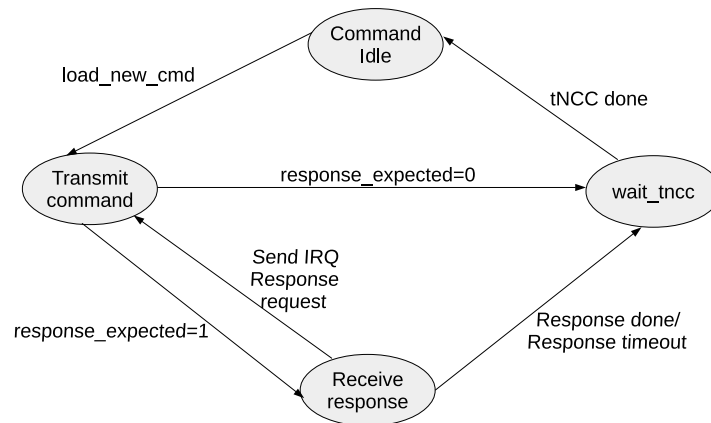 Command
Idle
load_new_cmd
tNCC done
Transmit
command
response_expected=0
wait_tncc
Send IRQ
Response
request
response_expected=1
Response done/
Response timeout
Receive
response